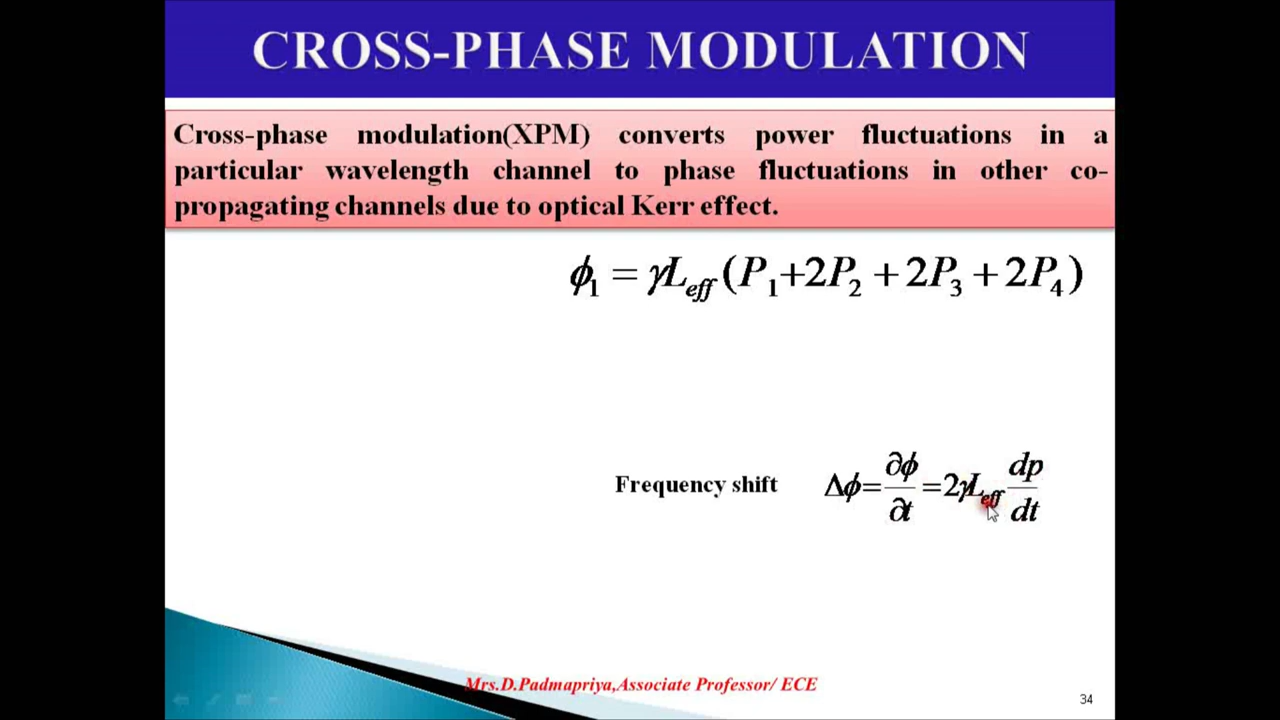 CROSS-PHASE MODULATION
Cross-phase modulation(XPM) converts power fluctuations in a
particular wavelength channel to phase fluctuations in other co-
propagating channels due to optical Kerr effect.
ϕ₁ = γL_eff (P₁+2P₂ + 2P₃ + 2P₄)
Frequency shift Δϕ = ∂ϕ/∂t = 2γL_eff dp/dt
Mrs.D.Padmapriya,Associate Professor/ ECE
34